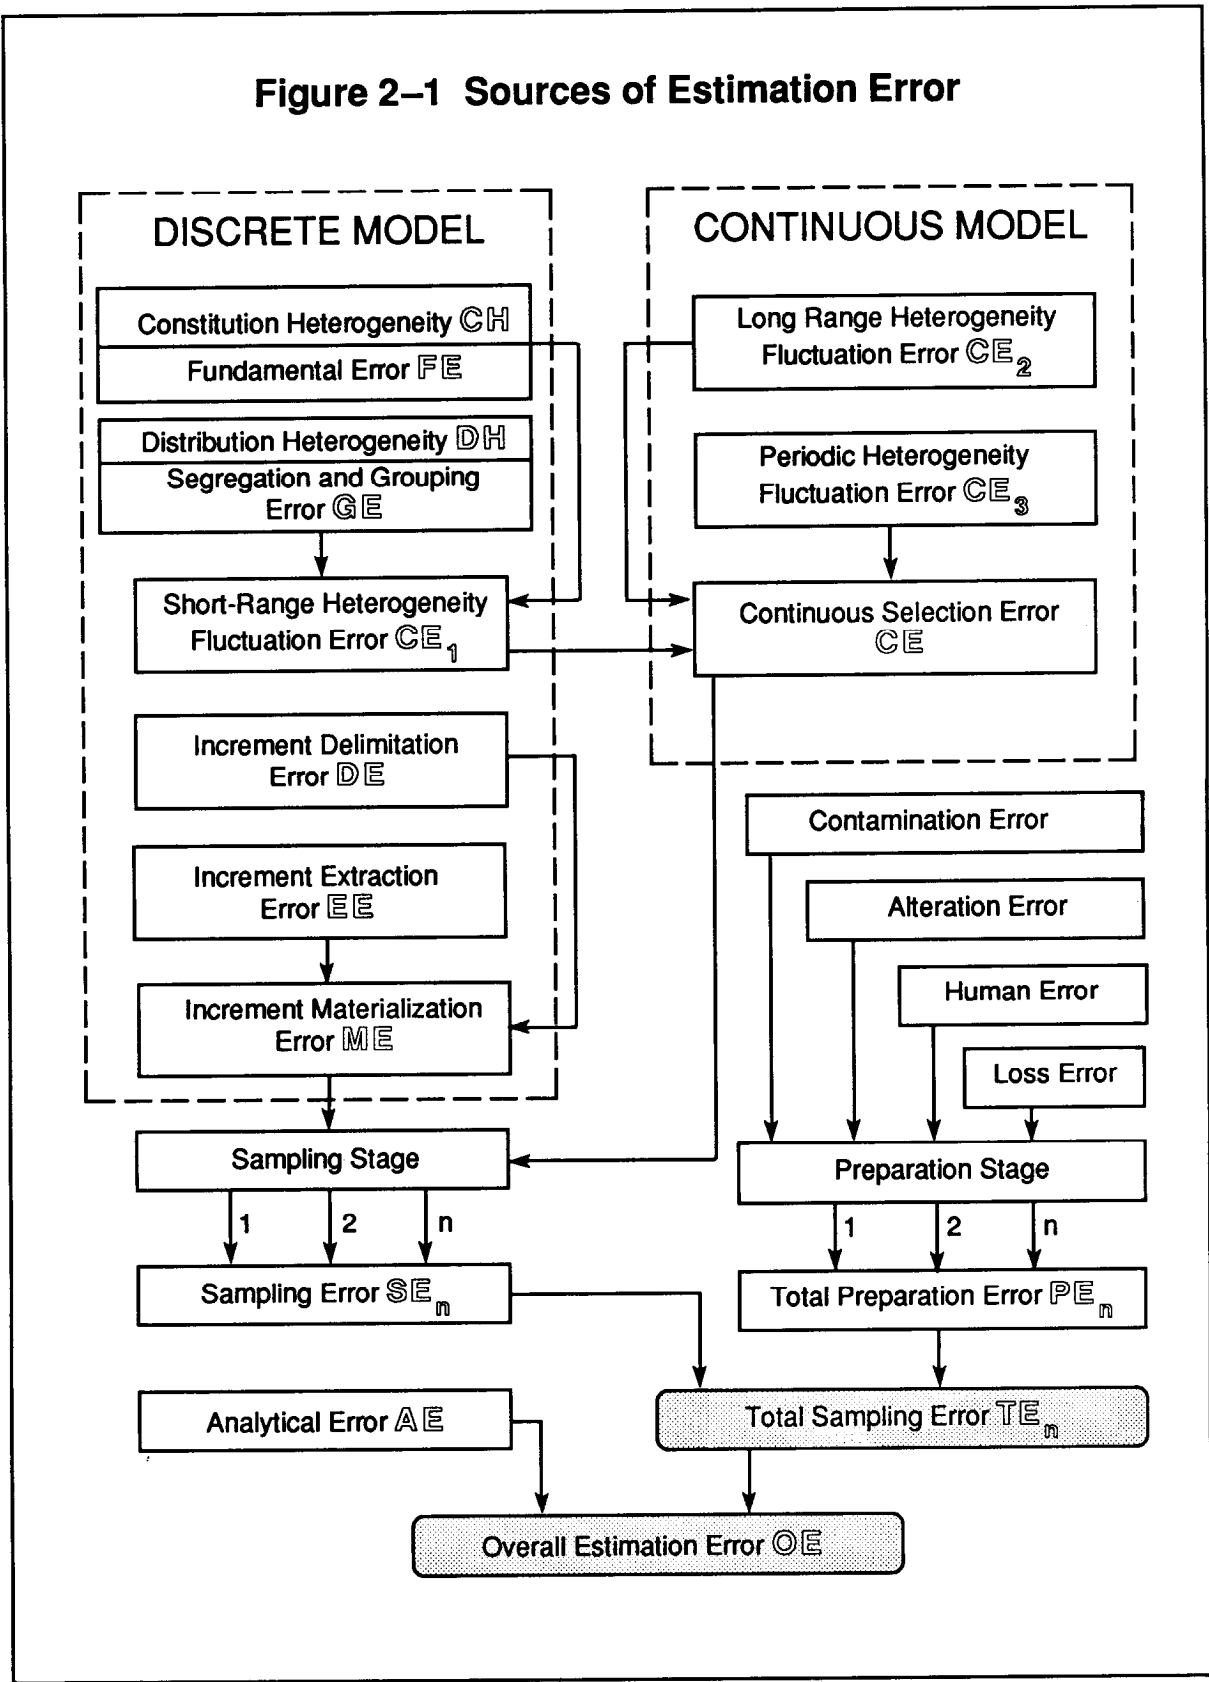 Figure 2–1 Sources of Estimation Error
DISCRETE MODEL
Constitution Heterogeneity CH
Fundamental Error FE
Distribution Heterogeneity DH
Segregation and Grouping
Error GE
Short-Range Heterogeneity
Fluctuation Error CE1
Increment Delimitation
Error DE
Increment Extraction
Error EE
Increment Materialization
Error ME
CONTINUOUS MODEL
Long Range Heterogeneity
Fluctuation Error CE2
Periodic Heterogeneity
Fluctuation Error CE3
Continuous Selection Error
CE
Contamination Error
Alteration Error
Human Error
Loss Error
Sampling Stage
1 2 n
Sampling Error SEn
Preparation Stage
1 2 n
Total Preparation Error PEn
Analytical Error AE
Total Sampling Error TEn
Overall Estimation Error OE